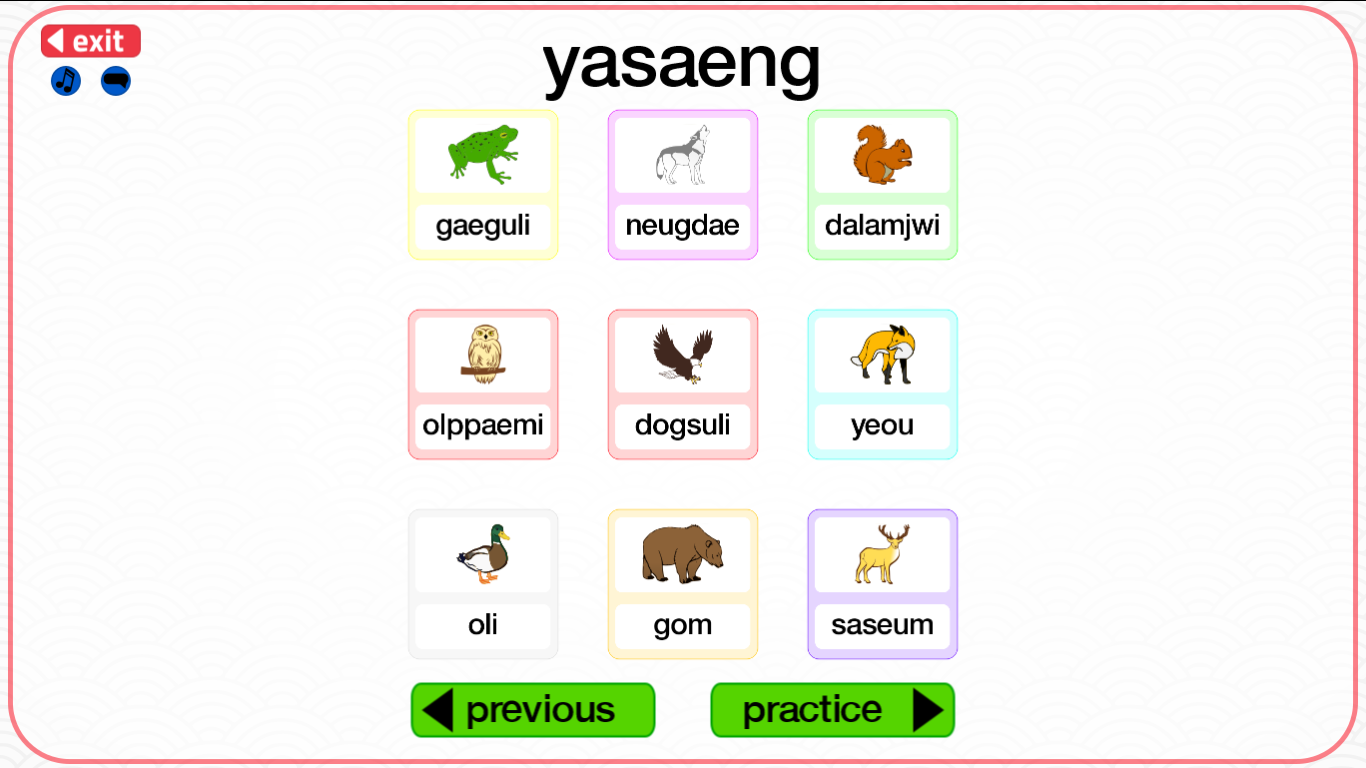 exit
yasaeng
gaeguli
neugdae
dalamjwi
olppaemi
dogsuli
yeou
oli
gom
saseum
previous
practice